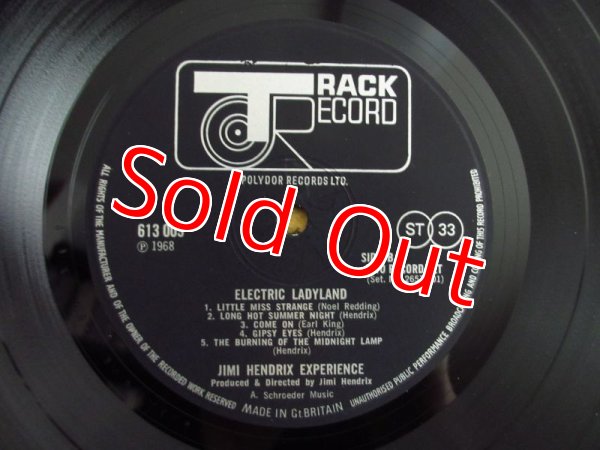 TRACK
RECORD
POLYDOR RECORDS LTD.
Sold Out
613
℗ 1968
ST 33
ELECTRIC LADYLAND
1. LITTLE MISS STRANGE (Noel Redding)
2. LONG HOT SUMMER NIGHT (Hendrix)
3. COME ON (Earl King)
4. GIPSY EYES (Hendrix)
5. THE BURNING OF THE MIDNIGHT LAMP
(Hendrix)
JIMI HENDRIX EXPERIENCE
Produced & Directed by Jimi Hendrix
A. Schroeder Music
MADE IN Gt.BRITAIN
ALL RIGHTS OF THE MANUFACTURER AND OF THE OWNER OF THE RECORDED WORK RESERVED
UNAUTHORISED PUBLIC PERFORMANCE BROADCASTING AND COPYING OF THIS RECORD PROHIBITED